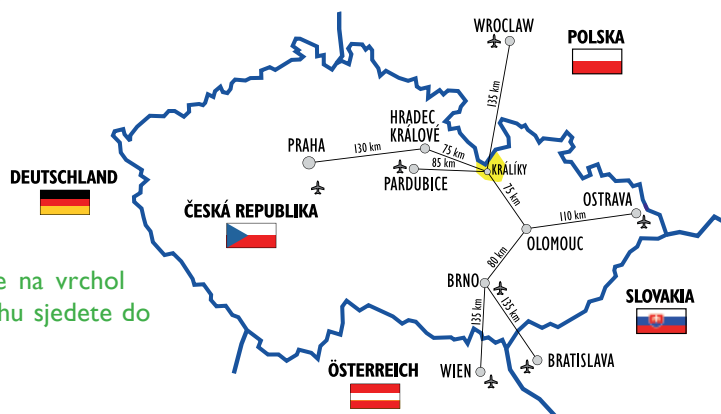 WROCLAW
POLSKA
135 km
HRADEC
KRÁLOVÉ
PRAHA
130 km
75 km
85 km
KRÁLÍKY
PARDUBICE
DEUTSCHLAND
75 km
OSTRAVA
ČESKÁ REPUBLIKA
110 km
OLOMOUC
80 km
e na vrchol
hu sjedete do
BRNO
SLOVAKIA
135 km
135 km
ÖSTERREICH
WIEN
BRATISLAVA